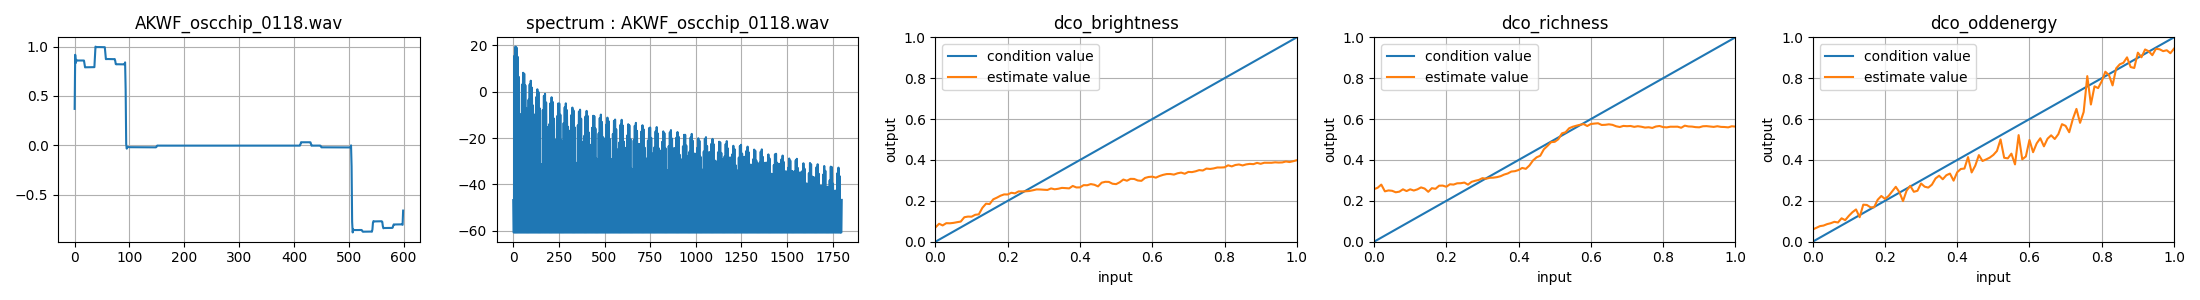 AKWF_oscchip_0118.wav
1.0
0.5
0.0
−0.5
0 100 200 300 400 500 600
spectrum : AKWF_oscchip_0118.wav
20
0
−20
−40
−60
0 250 500 750 1000 1250 1500 1750
dco_brightness
condition value
estimate value
output
1.0
0.8
0.6
0.4
0.2
0.0
0.0 0.2 0.4 0.6 0.8 1.0
input
dco_richness
condition value
estimate value
output
1.0
0.8
0.6
0.4
0.2
0.0
0.0 0.2 0.4 0.6 0.8 1.0
input
dco_oddenergy
condition value
estimate value
output
1.0
0.8
0.6
0.4
0.2
0.0
0.0 0.2 0.4 0.6 0.8 1.0
input